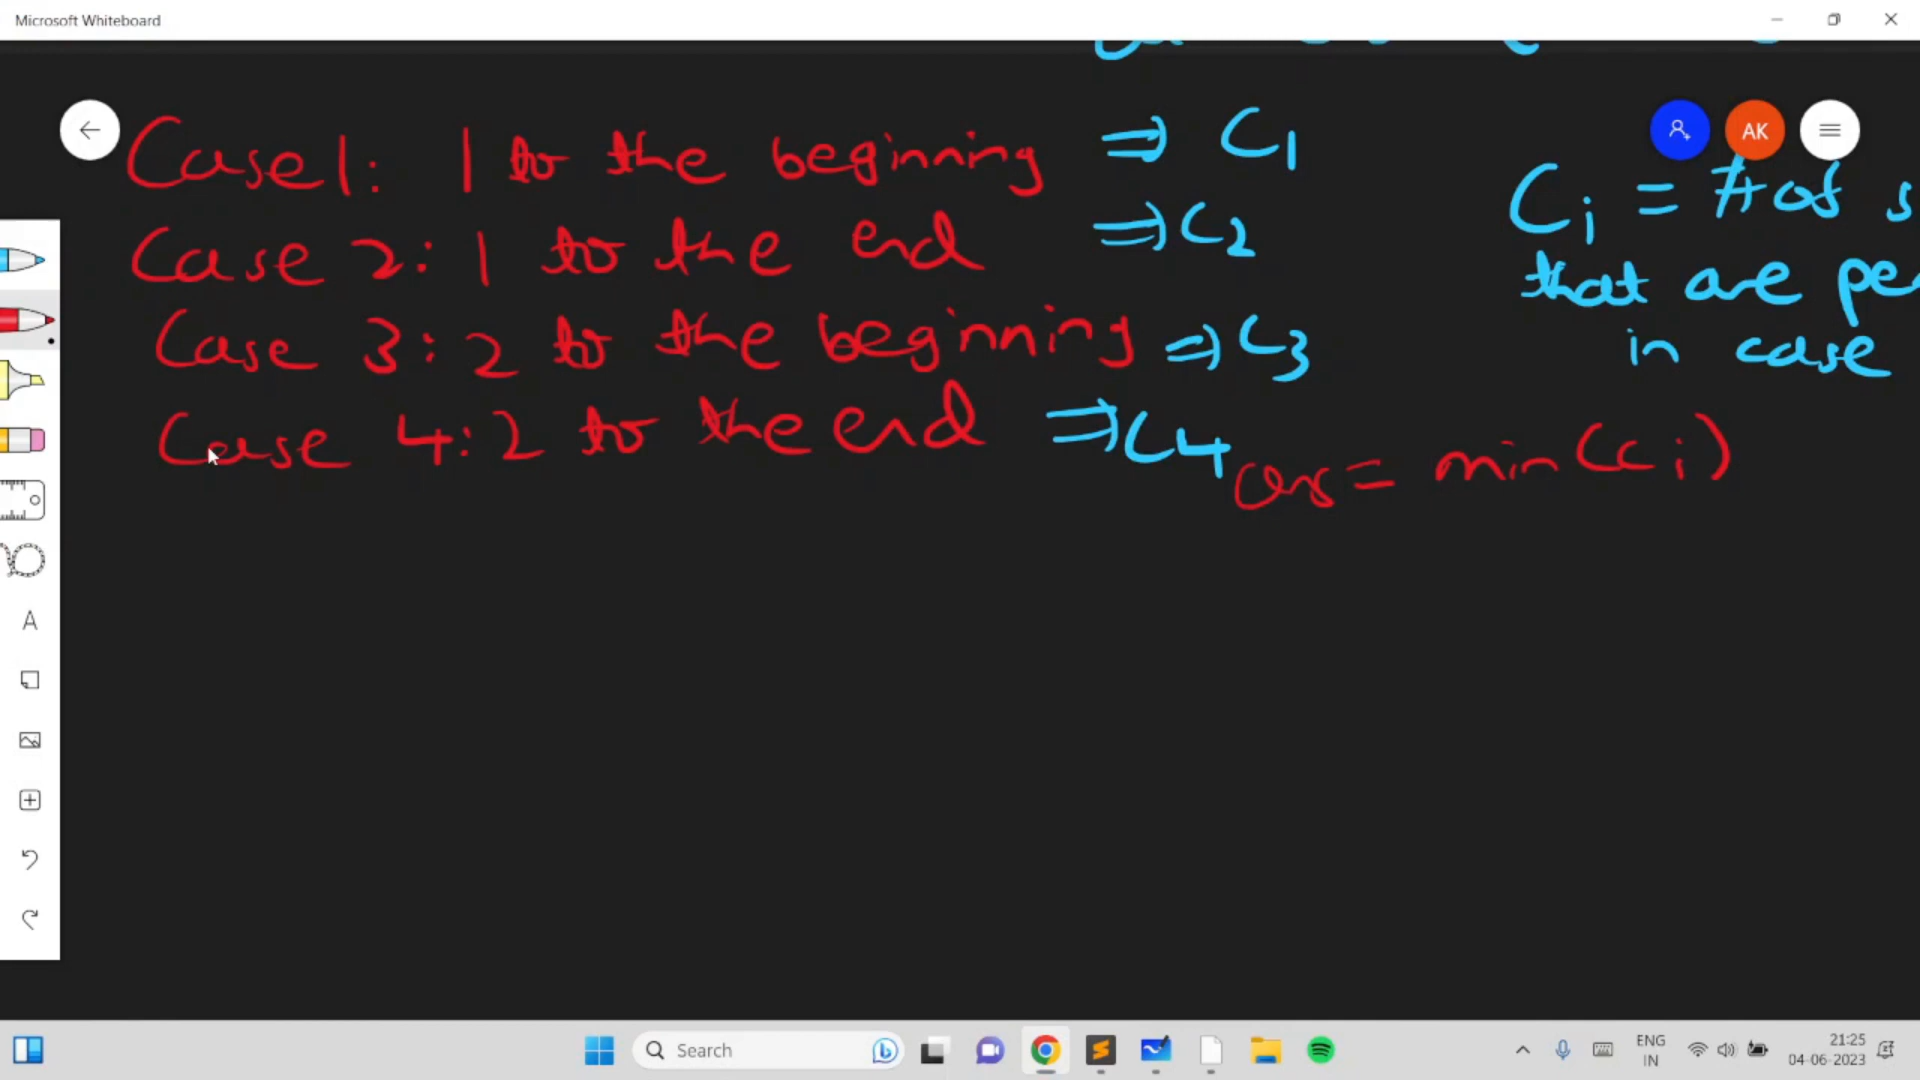 Microsoft Whiteboard
Case1: 1 to the beginning ⇒ C1
Case 2: 1 to the end ⇒ C2
Case 3: 2 to the beginning ⇒ C3
Case 4: 2 to the end ⇒ C4
AK
Ci = # of s
that are pe
in case
ans = min(ci)
A
Search
ENG
IN
21:25
04-06-2023